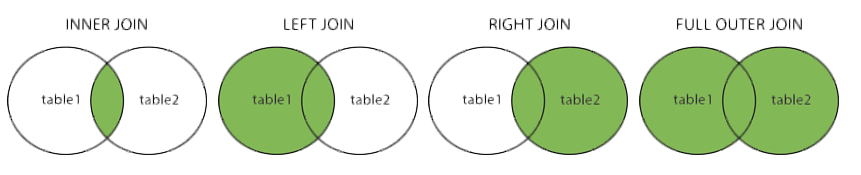 INNER JOIN
table1 table2
LEFT JOIN
table1 table2
RIGHT JOIN
table1 table2
FULL OUTER JOIN
table1 table2